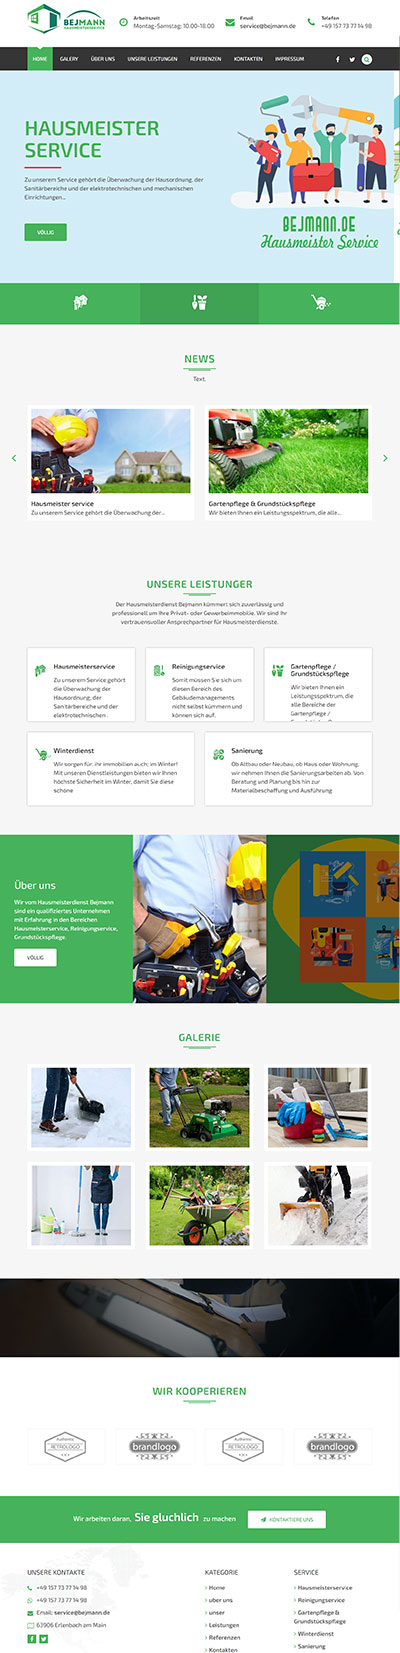 BEJMANN
HAUSMEISTERSERVICE
Arbeitszeit
Montag-Samstag: 10:00-18:00
Email
service@bejmann.de
Telefon
+49 157 73 77 14 98
HOME GALERY ÜBER UNS UNSERE LEISTUNGEN REFERENZEN KONTAKTEN IMPRESSUM
HAUSMEISTER
SERVICE
Zu unserem Service gehört die Überwachung der Hausordnung, der
Sanitärbereiche und der elektrotechnischen und mechanischen
Einrichtungen...
VÖLLIG
BEJMANN.DE
Hausmeister Service
NEWS
Text.
Hausmeister service
Zu unserem Service gehört die Überwachung der...
Gartenpflege & Grundstückspflege
Wir bieten Ihnen ein Leistungsspektrum, die alle...
UNSERE LEISTUNGER
Der Hausmeisterdienst Bejmann kümmert sich zuverlässig und
professionell um Ihre Privat- oder Gewerbeimmobilie. Wir sind Ihr
vertrauensvoller Ansprechpartner für Hausmeisterdienste.
Hausmeisterservice
Zu unserem Service gehört
die Überwachung der
Hausordnung, der
Sanitärbereiche und der
elektrotechnischen
Reinigungservice
Somit müssen Sie sich um
diesen Bereich des
Gebäudemanagements
nicht selbst kümmern und
können sich auf.
Gartenpflege /
Grundstückspflege
Wir bieten Ihnen ein
Leistungsspektrum, die
alle Bereiche der
Gartenpflege /
Winterdienst
Wir sorgen für, ihr immobilien auch; im Winter!
Mit unseren Dienstleistungen bieten wir Ihnen
höchste Sicherheit im Winter, damit Sie diese
schöne
Sanierung
Ob Altbau oder Neubau, ob Haus oder Wohnung,
wir nehmen Ihnen die Sanierungsarbeiten ab. Von
Beratung und Planung bis hin zur
Materialbeschaffung und Ausführung
Über uns
Wir vom Hausmeisterdienst Bejmann
sind ein qualifiziertes Unternehmen
mit Erfahrung in den Bereichen
Hausmeisterservice, Reinigungservice,
Grundstückspflege.
VÖLLIG
GALERIE
WIR KOOPERIEREN
Authentic
RETROLOGO
brandlogo
Authentic
RETROLOGO
brandlogo
Wir arbeiten daran, Sie gluchlich zu machen
KONTAKTIERE UNS
UNSERE KONTAKTE
+49 157 73 77 14 98
+49 157 73 77 14 98
Email: service@bejmann.de
63906 Erlenbach am Main
KATEGORIE
Home
uber uns
unser
Leistungen
Referenzen
Kontakten
SERVICE
Hausmeisterservice
Reinigungservice
Gartenpflege &
Grundstückspflege
Winterdienst
Sanierung